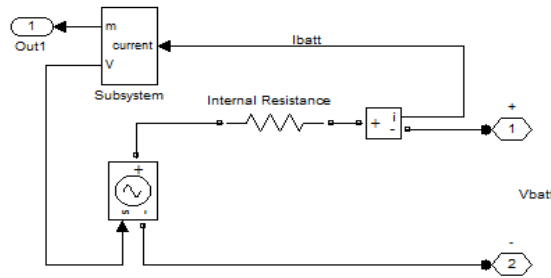 1
Out1
m
current
V
Subsystem
Ibatt
Internal Resistance
+ i
-
+
1
+
s -
Vbatt
-
2